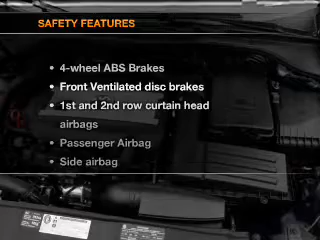 SAFETY FEATURES
• 4-wheel ABS Brakes
• Front Ventilated disc brakes
• 1st and 2nd row curtain head
airbags
• Passenger Airbag
• Side airbag